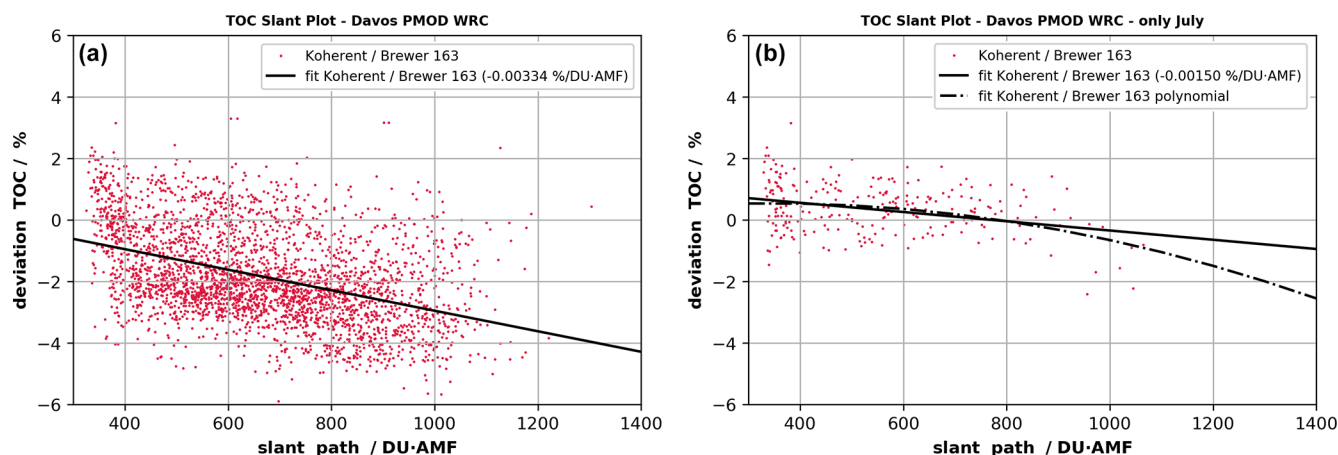 TOC Slant Plot - Davos PMOD WRC
(a)
Koherent / Brewer 163
fit Koherent / Brewer 163 (-0.00334 %/DU·AMF)
6
4
2
0
−2
−4
−6
deviation TOC / %
400 600 800 1000 1200 1400
slant path / DU·AMF
TOC Slant Plot - Davos PMOD WRC - only July
(b)
Koherent / Brewer 163
fit Koherent / Brewer 163 (-0.00150 %/DU·AMF)
fit Koherent / Brewer 163 polynomial
6
4
2
0
−2
−4
−6
deviation TOC / %
400 600 800 1000 1200 1400
slant path / DU·AMF